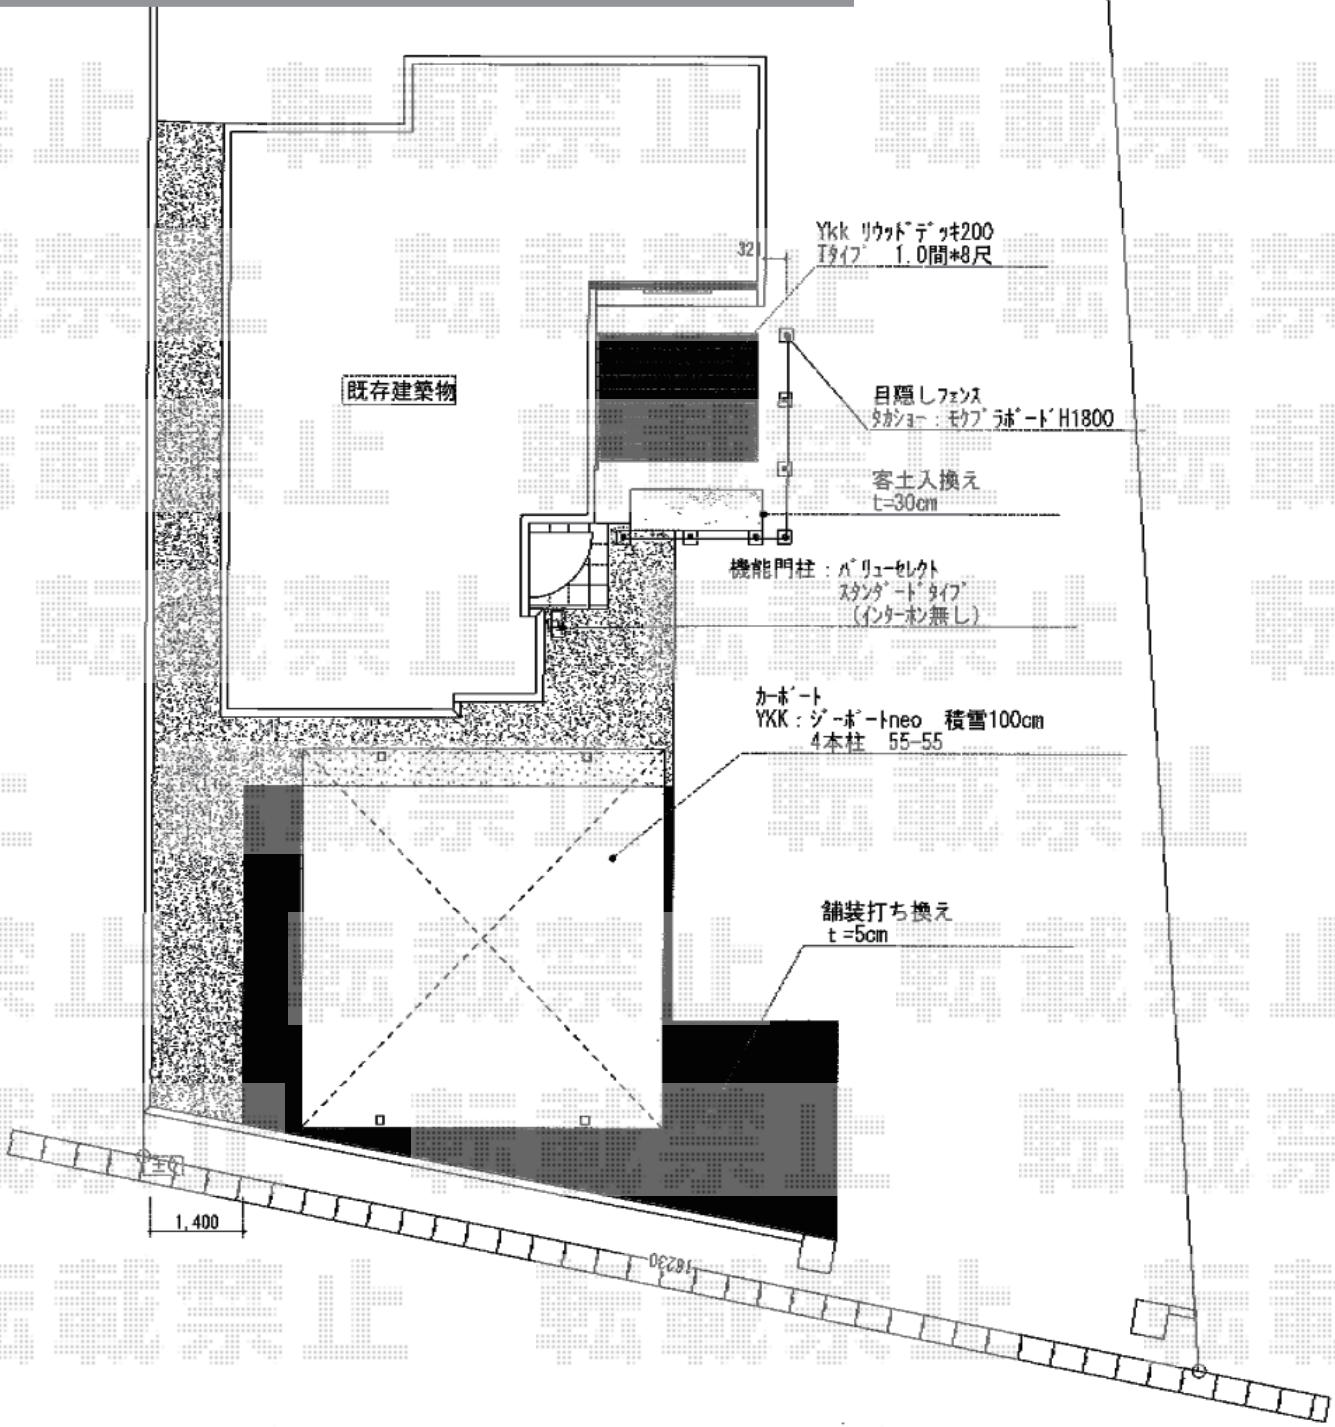 Ykk リウッドデッキ200
Tタイプ 1.0間*8尺
321
既存建築物
目隠しフェンス
タカショー:モクプラボードH1800
客土入換え
t=30cm
機能門柱:バリューセレクト
スタンダードタイプ
(インターホン無し)
カーポート
YKK:ジーポートneo 積雪100cm
4本柱 55-55
舗装打ち換え
t=5cm
1,400
転載禁止